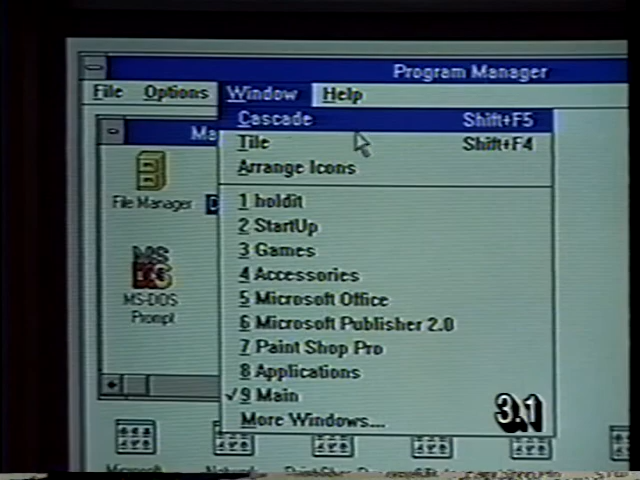 Program Manager
File Options Window Help
Cascade Shift+F5
Tile Shift+F4
Arrange Icons
1 holdit
2 StartUp
3 Games
4 Accessories
5 Microsoft Office
6 Microsoft Publisher 2.0
7 Paint Shop Pro
8 Applications
✓9 Main
More Windows...
Ma
File Manager
MS
DOS
MS-DOS
Prompt
3.1
Microsoft